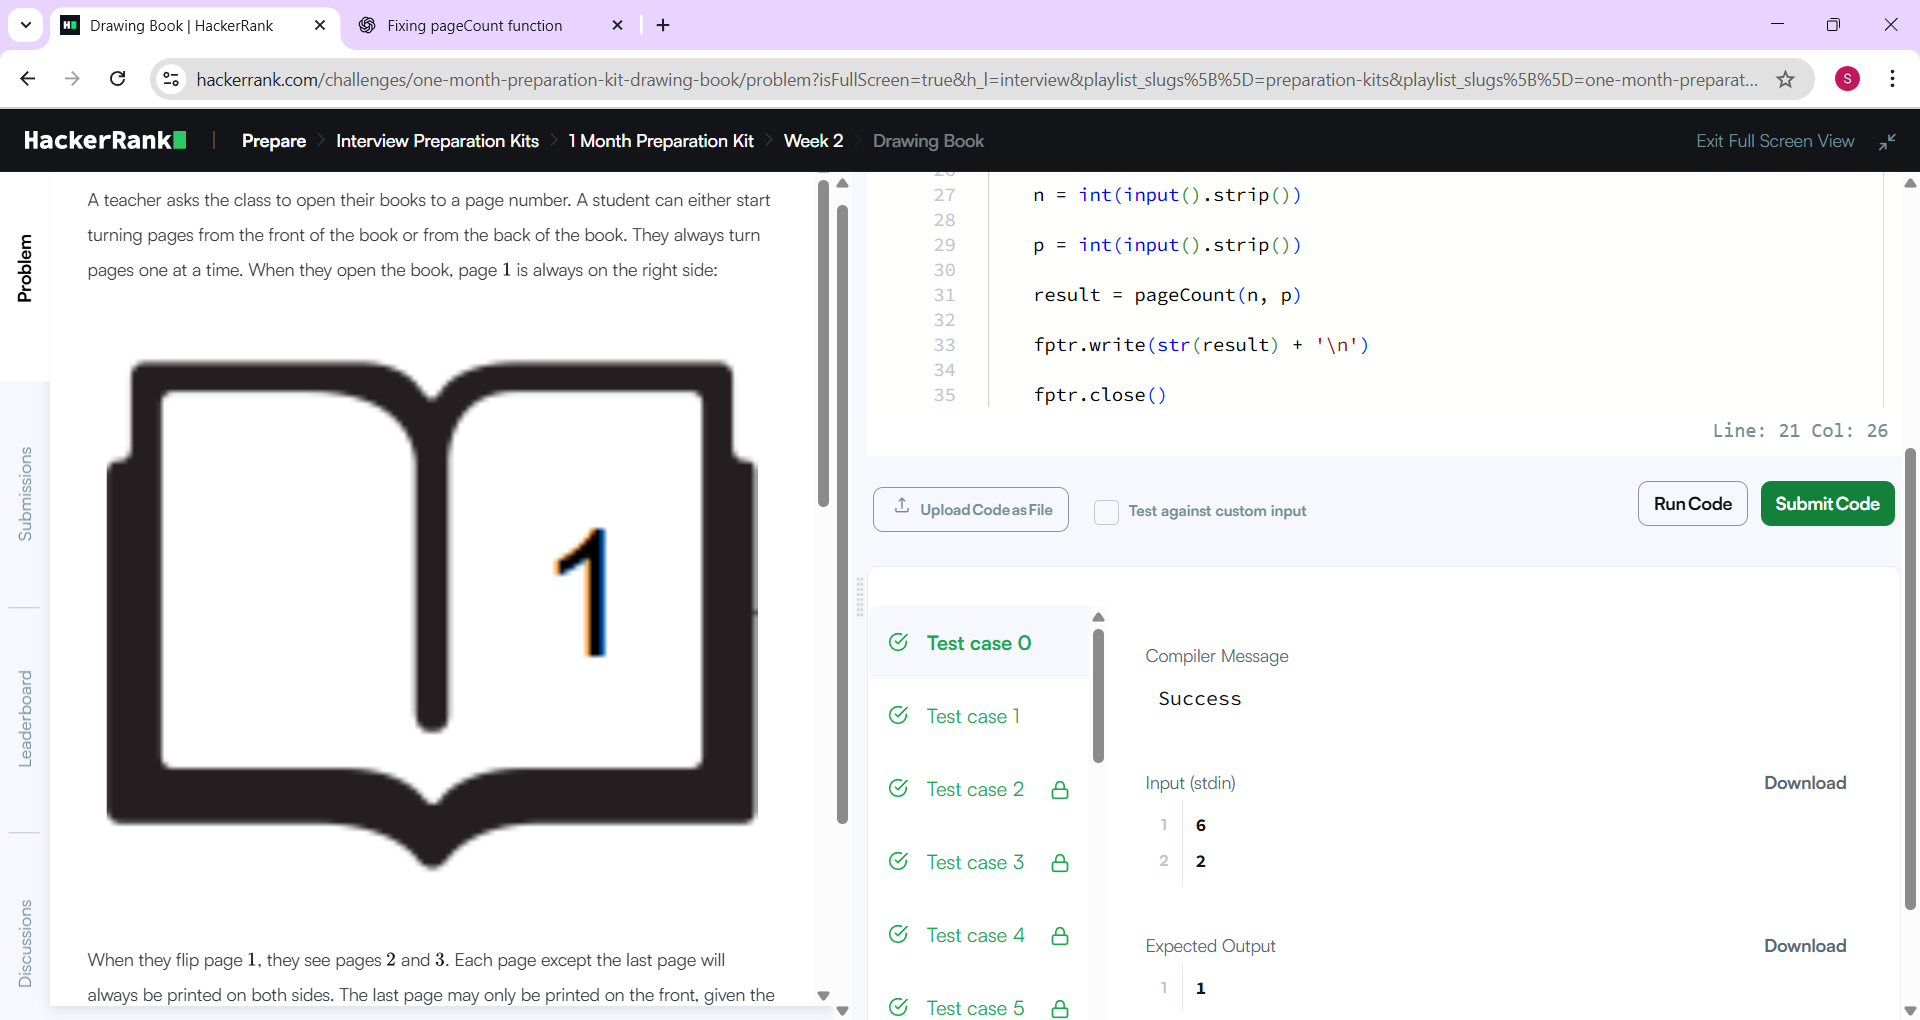 Drawing Book | HackerRank
Fixing pageCount function
hackerrank.com/challenges/one-month-preparation-kit-drawing-book/problem?isFullScreen=true&h_l=interview&playlist_slugs%5B%5D=preparation-kits&playlist_slugs%5B%5D=one-month-preparat...
S
HackerRank
Prepare
Interview Preparation Kits
1 Month Preparation Kit
Week 2
Drawing Book
Exit Full Screen View
Problem
Submissions
Leaderboard
Discussions
A teacher asks the class to open their books to a page number. A student can either start
turning pages from the front of the book or from the back of the book. They always turn
pages one at a time. When they open the book, page 1 is always on the right side:
1
When they flip page 1, they see pages 2 and 3. Each page except the last page will
always be printed on both sides. The last page may only be printed on the front, given the
27 n = int(input().strip())
28
29 p = int(input().strip())
30
31 result = pageCount(n, p)
32
33 fptr.write(str(result) + '\n')
34
35 fptr.close()
Line: 21 Col: 26
Upload Code as File
Test against custom input
Run Code
Submit Code
Test case 0
Test case 1
Test case 2
Test case 3
Test case 4
Test case 5
Compiler Message
Success
Input (stdin)
Download
1 6
2 2
Expected Output
Download
1 1